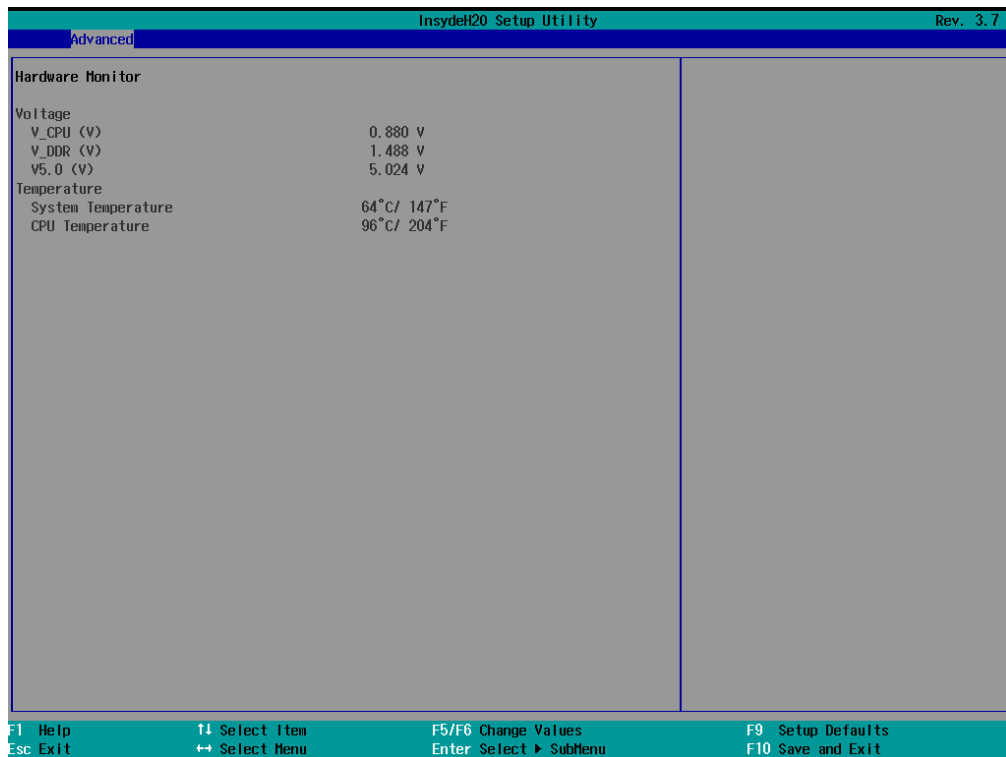 InsydeH20 Setup Utility Rev. 3.7
Advanced
Hardware Monitor
Voltage
V_CPU (V) 0.880 V
V_DDR (V) 1.488 V
V5.0 (V) 5.024 V
Temperature
System Temperature 64°C/ 147°F
CPU Temperature 96°C/ 204°F
F1 Help ↑↓ Select Item F5/F6 Change Values F9 Setup Defaults
Esc Exit ↔ Select Menu Enter Select ▶ SubMenu F10 Save and Exit